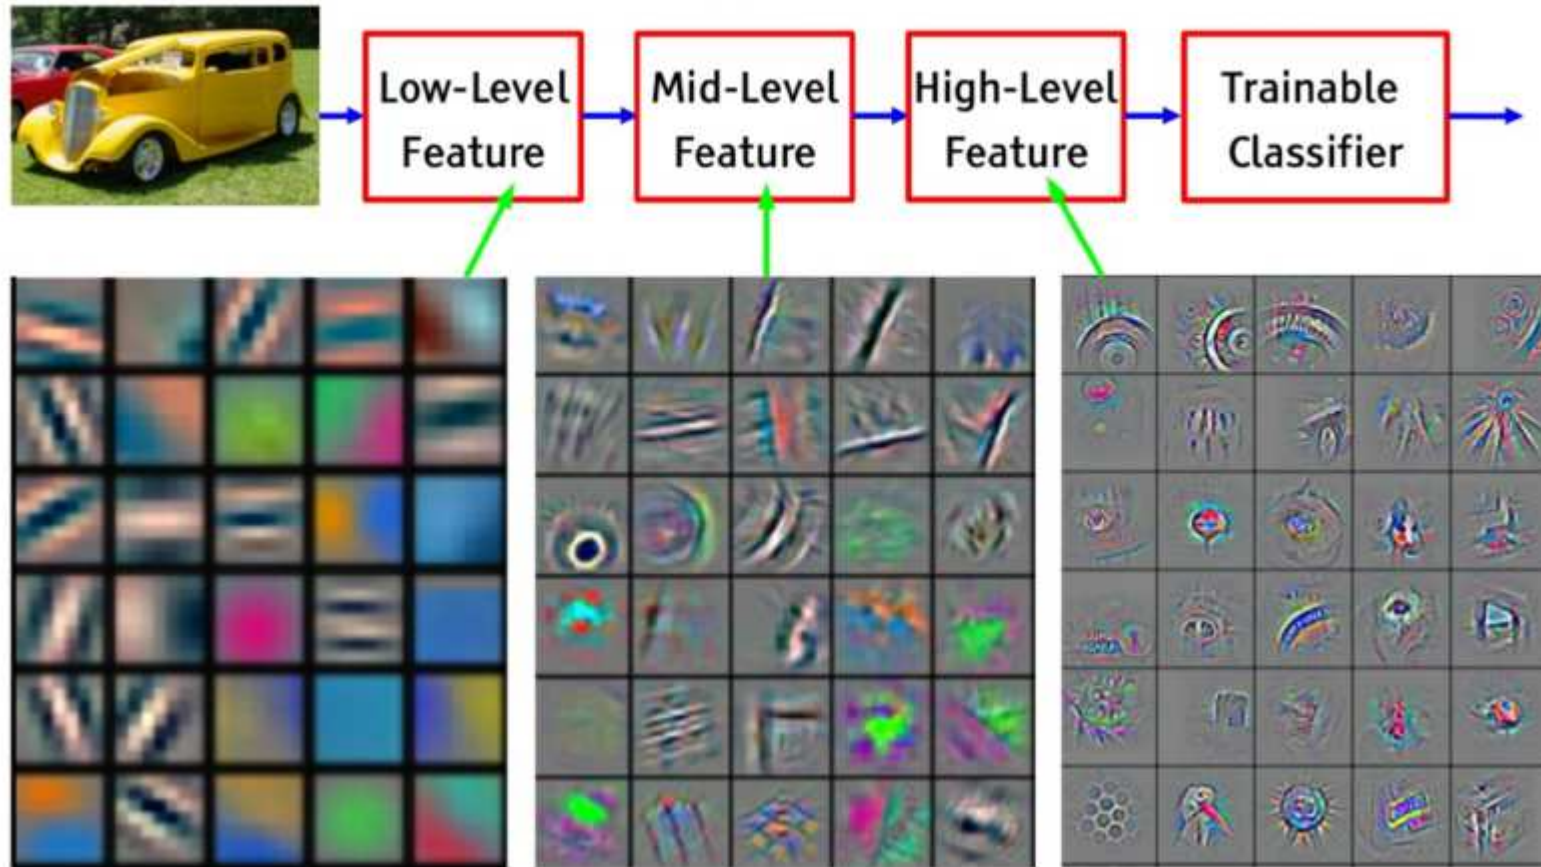 Low-Level
Feature
Mid-Level
Feature
High-Level
Feature
Trainable
Classifier